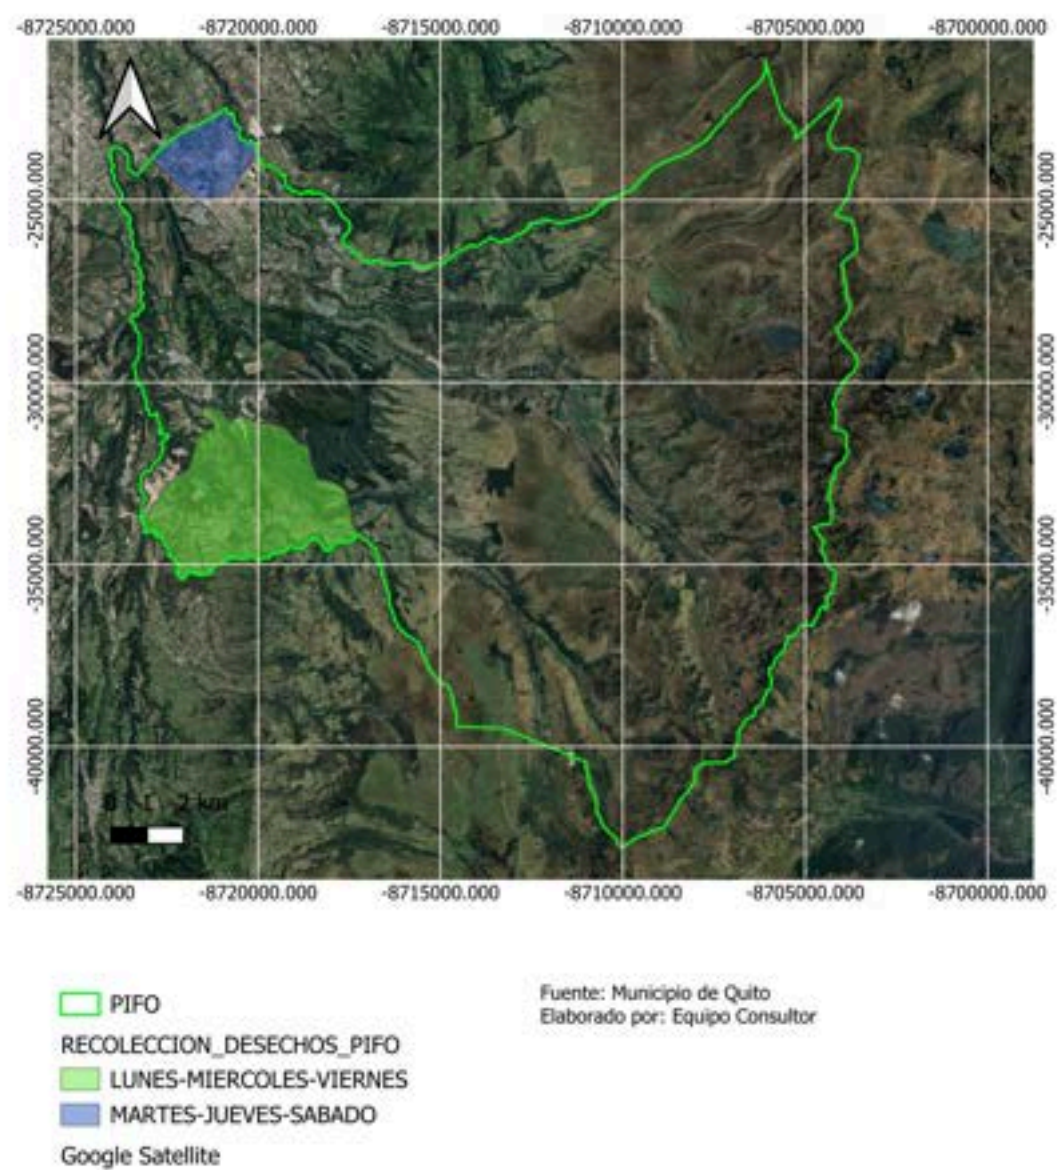 -8725000.000 -8720000.000 -8715000.000 -8710000.000 -8705000.000 -8700000.000
-25000.000 -25000.000
-30000.000 -30000.000
-35000.000 -35000.000
-40000.000 -40000.000
0 1 2 km
-8725000.000 -8720000.000 -8715000.000 -8710000.000 -8705000.000 -8700000.000
PIFO
RECOLECCION_DESECHOS_PIFO
LUNES-MIERCOLES-VIERNES
MARTES-JUEVES-SABADO
Google Satellite
Fuente: Municipio de Quito
Elaborado por: Equipo Consultor